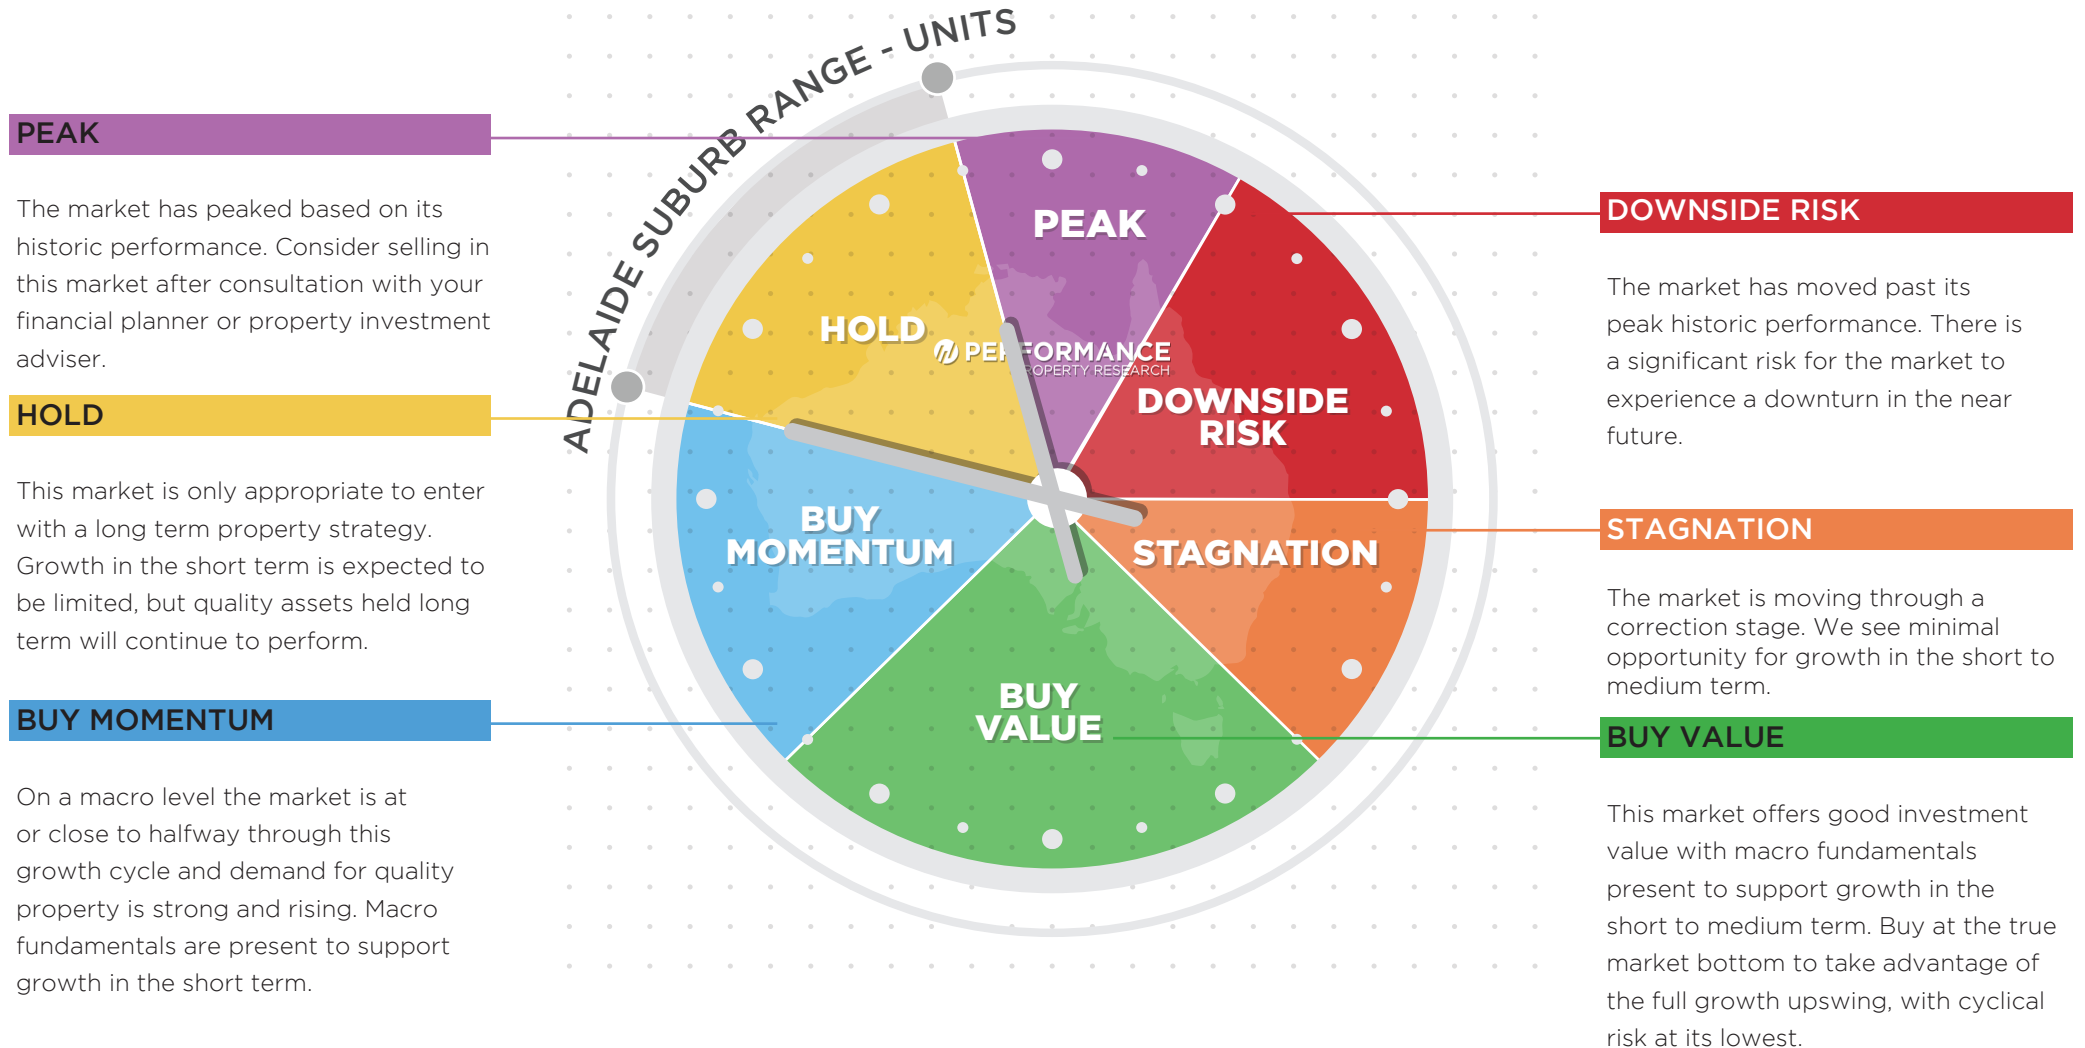 ADELAIDE SUBURB RANGE - UNITS
PEAK
The market has peaked based on its
historic performance. Consider selling in
this market after consultation with your
financial planner or property investment
adviser.
HOLD
This market is only appropriate to enter
with a long term property strategy.
Growth in the short term is expected to
be limited, but quality assets held long
term will continue to perform.
BUY MOMENTUM
On a macro level the market is at
or close to halfway through this
growth cycle and demand for quality
property is strong and rising. Macro
fundamentals are present to support
growth in the short term.
PEAK
HOLD
PERFORMANCE
PROPERTY RESEARCH
DOWNSIDE
RISK
BUY
MOMENTUM
STAGNATION
BUY
VALUE
DOWNSIDE RISK
The market has moved past its
peak historic performance. There is
a significant risk for the market to
experience a downturn in the near
future.
STAGNATION
The market is moving through a
correction stage. We see minimal
opportunity for growth in the short to
medium term.
BUY VALUE
This market offers good investment
value with macro fundamentals
present to support growth in the
short to medium term. Buy at the true
market bottom to take advantage of
the full growth upswing, with cyclical
risk at its lowest.